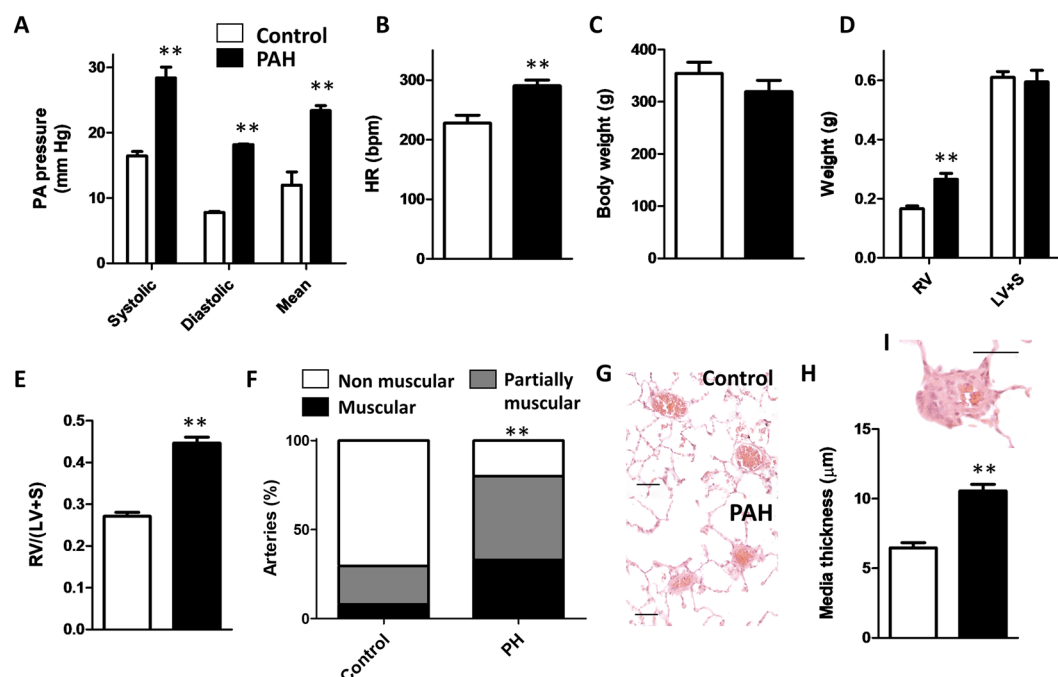 A
Control
PAH
PA pressure
(mm Hg)
30
20
10
0
**
**
**
Systolic
Diastolic
Mean
B
HR (bpm)
300
200
100
0
**
C
Body weight (g)
400
300
200
100
0
D
Weight (g)
0.6
0.4
0.2
0.0
**
RV
LV+S
E
RV/(LV+S)
0.5
0.4
0.3
0.2
0.1
0.0
**
F
Non muscular
Muscular
Partially
muscular
Arteries (%)
100
50
0
**
Control
PH
G
Control
PAH
H
Media thickness (μm)
15
10
5
0
**
I